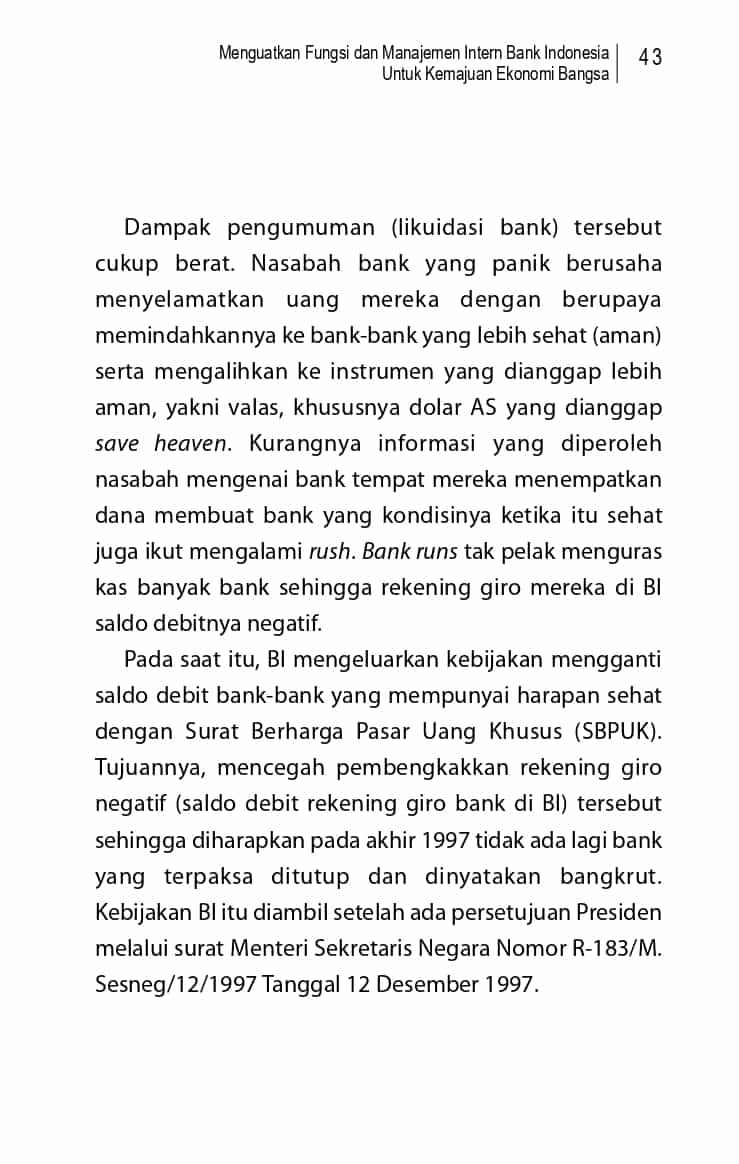 Menguatkan Fungsi dan Manajemen Intern Bank Indonesia
Untuk Kemajuan Ekonomi Bangsa
43
Dampak pengumuman (likuidasi bank) tersebut
cukup berat. Nasabah bank yang panik berusaha
menyelamatkan uang mereka dengan berupaya
memindahkannya ke bank-bank yang lebih sehat (aman)
serta mengalihkan ke instrumen yang dianggap lebih
aman, yakni valas, khususnya dolar AS yang dianggap
save heaven. Kurangnya informasi yang diperoleh
nasabah mengenai bank tempat mereka menempatkan
dana membuat bank yang kondisinya ketika itu sehat
juga ikut mengalami rush. Bank runs tak pelak menguras
kas banyak bank sehingga rekening giro mereka di BI
saldo debitnya negatif.
Pada saat itu, BI mengeluarkan kebijakan mengganti
saldo debit bank-bank yang mempunyai harapan sehat
dengan Surat Berharga Pasar Uang Khusus (SBPUK).
Tujuannya, mencegah pembengkakkan rekening giro
negatif (saldo debit rekening giro bank di BI) tersebut
sehingga diharapkan pada akhir 1997 tidak ada lagi bank
yang terpaksa ditutup dan dinyatakan bangkrut.
Kebijakan BI itu diambil setelah ada persetujuan Presiden
melalui surat Menteri Sekretaris Negara Nomor R-183/M.
Sesneg/12/1997 Tanggal 12 Desember 1997.